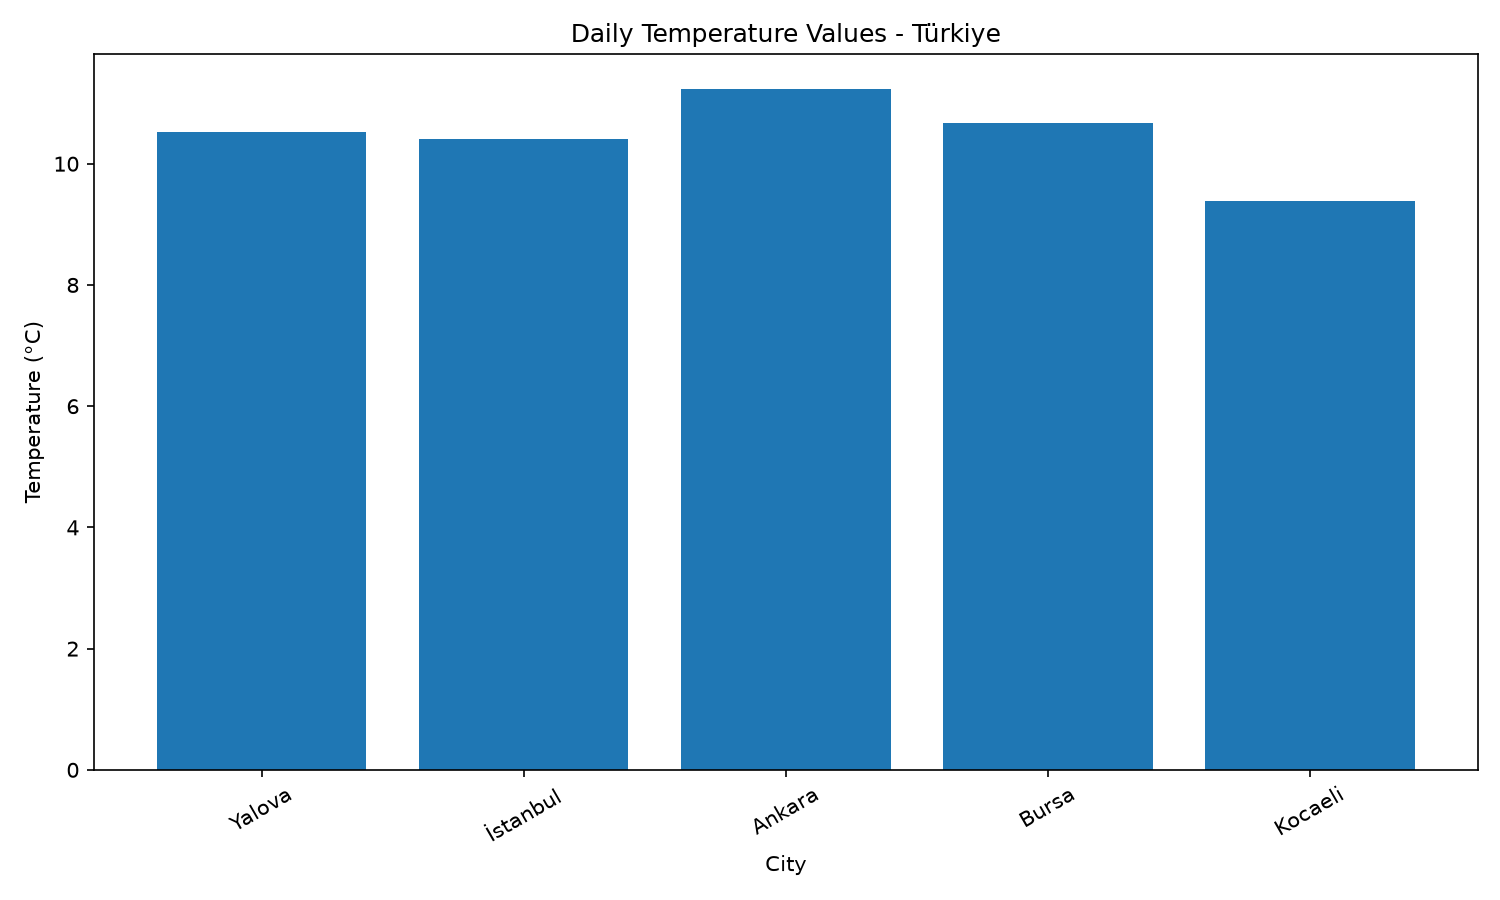 Daily Temperature Values - Türkiye
Temperature (°C)
10
8
6
4
2
0
Yalova
İstanbul
Ankara
Bursa
Kocaeli
City